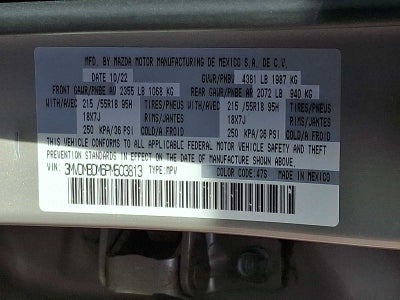 MFD. BY MAZDA MOTOR MANUFACTURING DE MEXICO S.A. DE C.V.
DATE 10/22 GVWR/PNBV 4381 LB 1987 KG
FRONT GAWR/PNBE AV 2355 LB 1068 KG REAR GAWR/PNBE AR 2072 LB 940 KG
WITH/AVEC 215 /55R18 95H TIRES/PNEUS WITH/AVEC 215 /55R18 95H TIRES/PNEUS
18X7J RIMS/JANTES 18X7J RIMS/JANTES
250 KPA/36 PSI COLD/A FROID 250 KPA/36 PSI COLD/A FROID
THIS VEHICLE CONFORMS TO ALL APPLICABLE FEDERAL MOTOR VEHICLE SAFETY AND THEFT
PREVENTION STANDARDS IN EFFECT ON THE DATE OF MANUFACTURE SHOWN ABOVE.
VIN: TYPE:MPV COLOR CODE:47S MADE IN MEXICO